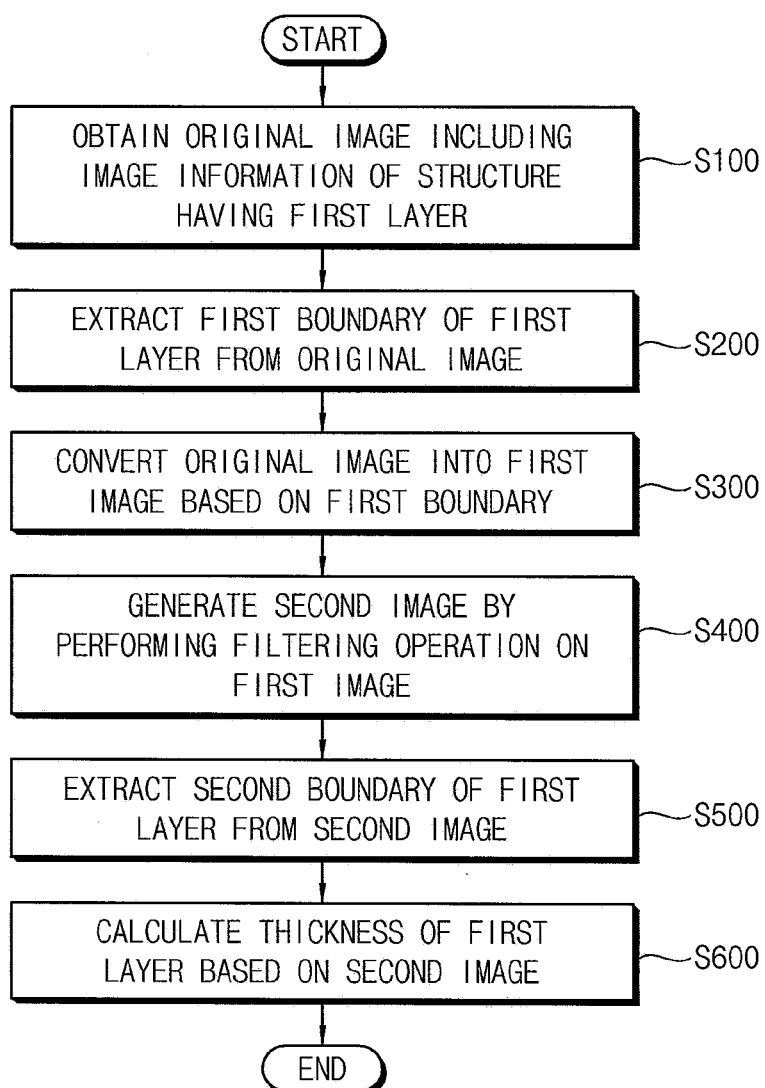 START
OBTAIN ORIGINAL IMAGE INCLUDING
IMAGE INFORMATION OF STRUCTURE
HAVING FIRST LAYER
S100
EXTRACT FIRST BOUNDARY OF FIRST
LAYER FROM ORIGINAL IMAGE
S200
CONVERT ORIGINAL IMAGE INTO FIRST
IMAGE BASED ON FIRST BOUNDARY
S300
GENERATE SECOND IMAGE BY
PERFORMING FILTERING OPERATION ON
FIRST IMAGE
S400
EXTRACT SECOND BOUNDARY OF FIRST
LAYER FROM SECOND IMAGE
S500
CALCULATE THICKNESS OF FIRST
LAYER BASED ON SECOND IMAGE
S600
END